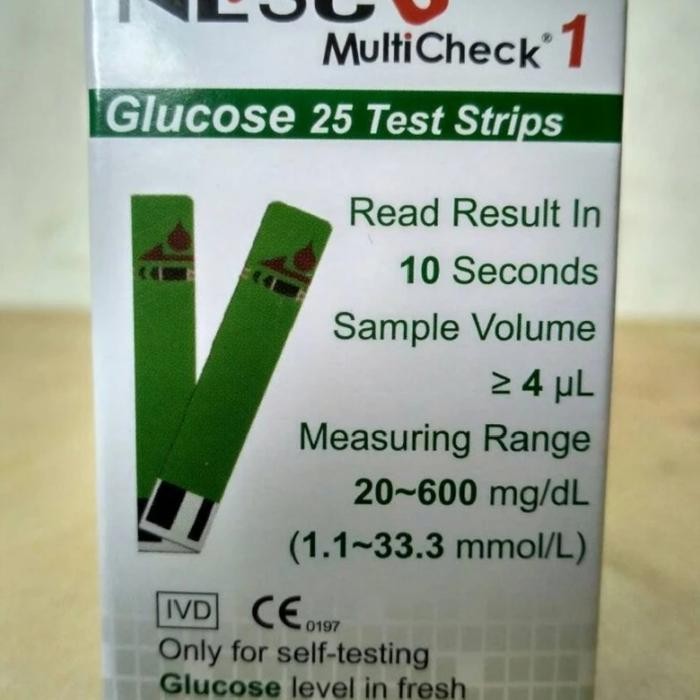 NESCO
MultiCheck® 1
Glucose 25 Test Strips
Read Result In
10 Seconds
Sample Volume
≥ 4 µL
Measuring Range
20~600 mg/dL
(1.1~33.3 mmol/L)
IVD CE 0197
Only for self-testing
Glucose level in fresh